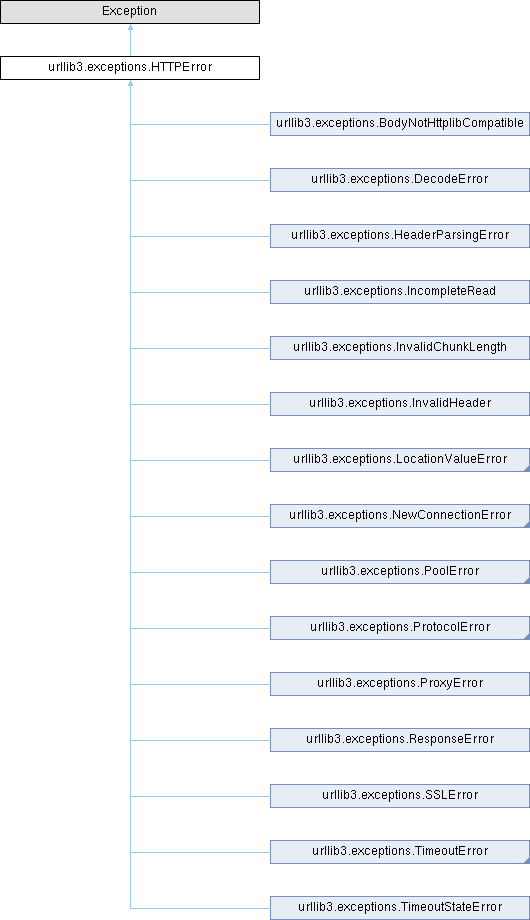 Exception
urllib3.exceptions.HTTPError
urllib3.exceptions.BodyNotHttplibCompatible
urllib3.exceptions.DecodeError
urllib3.exceptions.HeaderParsingError
urllib3.exceptions.IncompleteRead
urllib3.exceptions.InvalidChunkLength
urllib3.exceptions.InvalidHeader
urllib3.exceptions.LocationValueError
urllib3.exceptions.NewConnectionError
urllib3.exceptions.PoolError
urllib3.exceptions.ProtocolError
urllib3.exceptions.ProxyError
urllib3.exceptions.ResponseError
urllib3.exceptions.SSLError
urllib3.exceptions.TimeoutError
urllib3.exceptions.TimeoutStateError